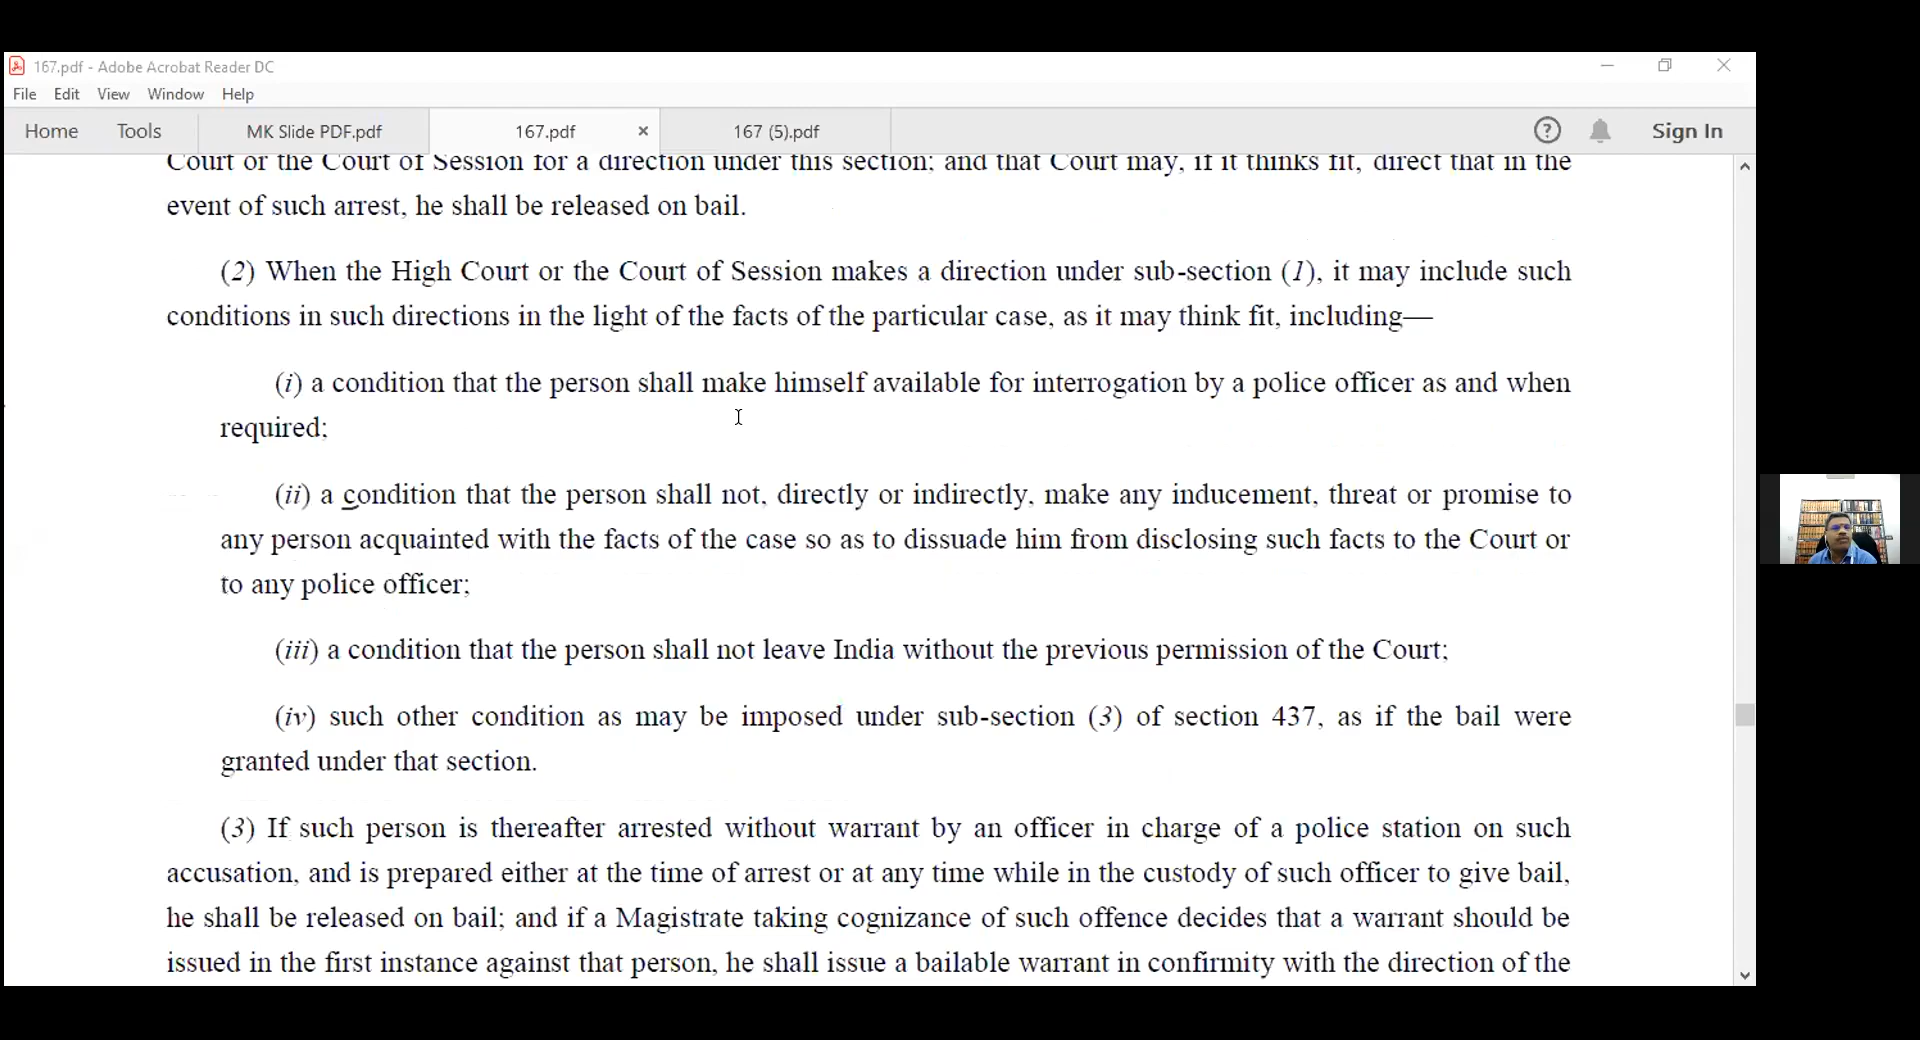 167.pdf - Adobe Acrobat Reader DC
File Edit View Window Help
Home Tools MK Slide PDF.pdf 167.pdf × 167 (5).pdf ? Sign In
Court or the Court of Session for a direction under this section; and that Court may, if it thinks fit, direct that in the
event of such arrest, he shall be released on bail.
(2) When the High Court or the Court of Session makes a direction under sub-section (1), it may include such
conditions in such directions in the light of the facts of the particular case, as it may think fit, including—
(i) a condition that the person shall make himself available for interrogation by a police officer as and when
required;
(ii) a condition that the person shall not, directly or indirectly, make any inducement, threat or promise to
any person acquainted with the facts of the case so as to dissuade him from disclosing such facts to the Court or
to any police officer;
(iii) a condition that the person shall not leave India without the previous permission of the Court;
(iv) such other condition as may be imposed under sub-section (3) of section 437, as if the bail were
granted under that section.
(3) If such person is thereafter arrested without warrant by an officer in charge of a police station on such
accusation, and is prepared either at the time of arrest or at any time while in the custody of such officer to give bail,
he shall be released on bail; and if a Magistrate taking cognizance of such offence decides that a warrant should be
issued in the first instance against that person, he shall issue a bailable warrant in confirmity with the direction of the